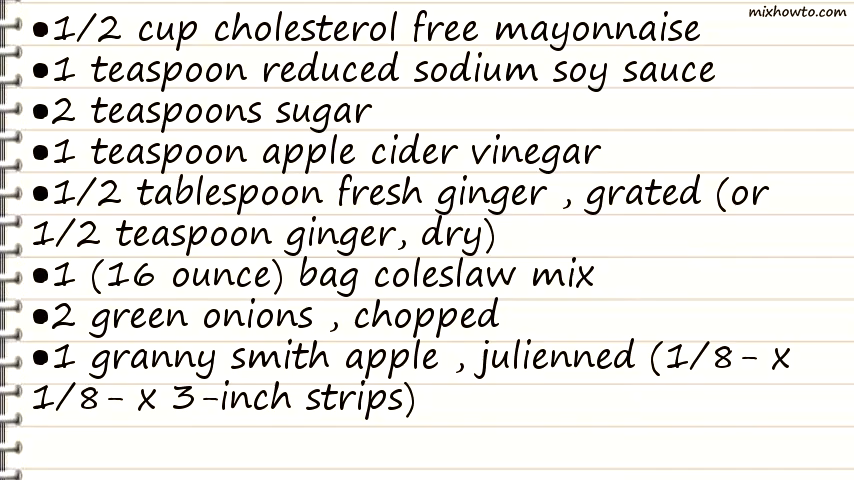 mixhowto.com
•1/2 cup cholesterol free mayonnaise
•1 teaspoon reduced sodium soy sauce
•2 teaspoons sugar
•1 teaspoon apple cider vinegar
•1/2 tablespoon fresh ginger , grated (or
1/2 teaspoon ginger, dry)
•1 (16 ounce) bag coleslaw mix
•2 green onions , chopped
•1 granny smith apple , julienned (1/8- x
1/8- x 3-inch strips)